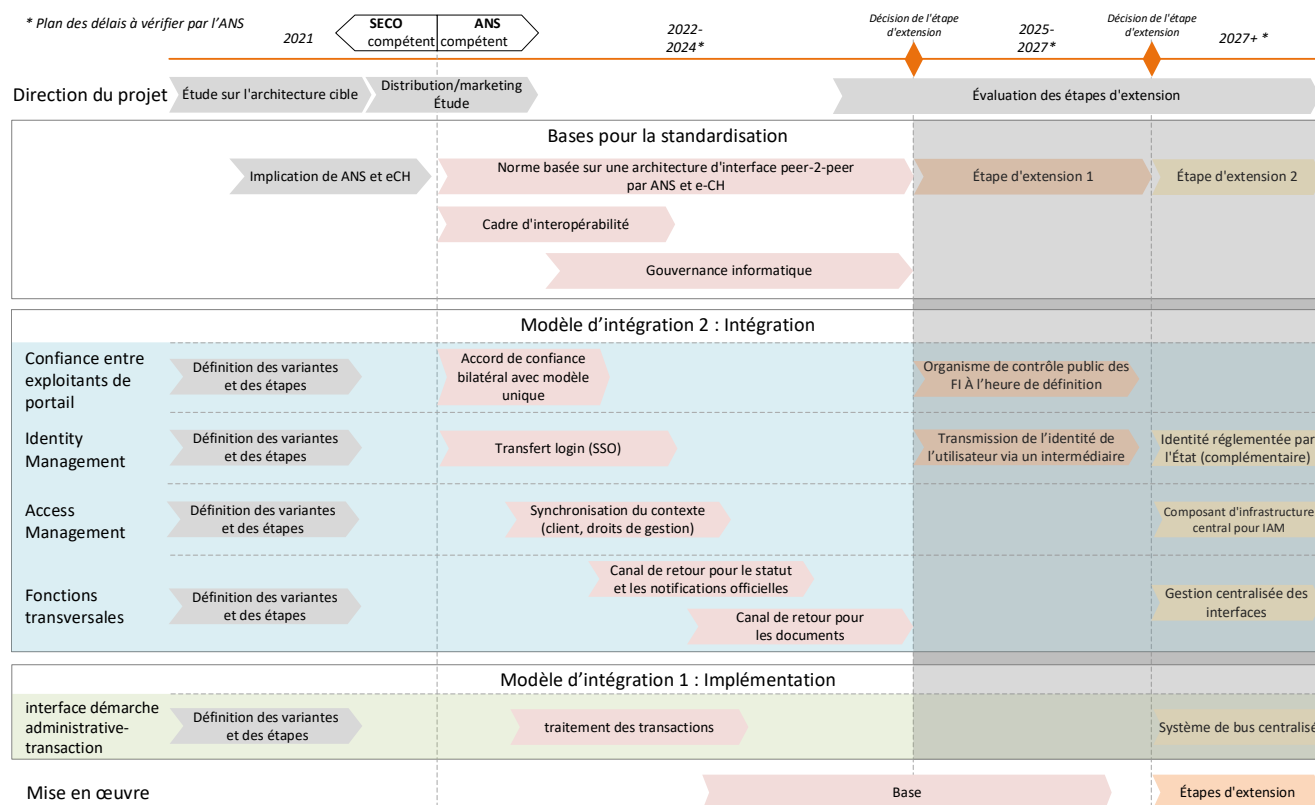 * Plan des délais à vérifier par l’ANS
2021
SECO
compétent
ANS
compétent
2022-
2024*
Décision de l'étape
d'extension
2025-
2027*
Décision de l'étape
d'extension
2027+ *
Direction du projet
Étude sur l'architecture cible
Distribution/marketing
Étude
Évaluation des étapes d'extension
Bases pour la standardisation
Implication de ANS et eCH
Norme basée sur une architecture d'interface peer-2-peer
par ANS et e-CH
Étape d'extension 1
Étape d'extension 2
Cadre d'interopérabilité
Gouvernance informatique
Modèle d’intégration 2 : Intégration
Confiance entre
exploitants de
portail
Définition des variantes
et des étapes
Accord de confiance
bilatéral avec modèle
unique
Organisme de contrôle public des
FI À l’heure de définition
Identity
Management
Définition des variantes
et des étapes
Transfert login (SSO)
Transmission de l’identité de
l’utilisateur via un intermédiaire
Identité réglementée par
l'État (complémentaire)
Access
Management
Définition des variantes
et des étapes
Synchronisation du contexte
(client, droits de gestion)
Composant d'infrastructure
central pour IAM
Fonctions
transversales
Définition des variantes
et des étapes
Canal de retour pour le statut
et les notifications officielles
Canal de retour pour
les documents
Gestion centralisée des
interfaces
Modèle d’intégration 1 : Implémentation
interface démarche
administrative-
transaction
Définition des variantes
et des étapes
traitement des transactions
Système de bus centralisé
Mise en œuvre
Base
Étapes d'extension